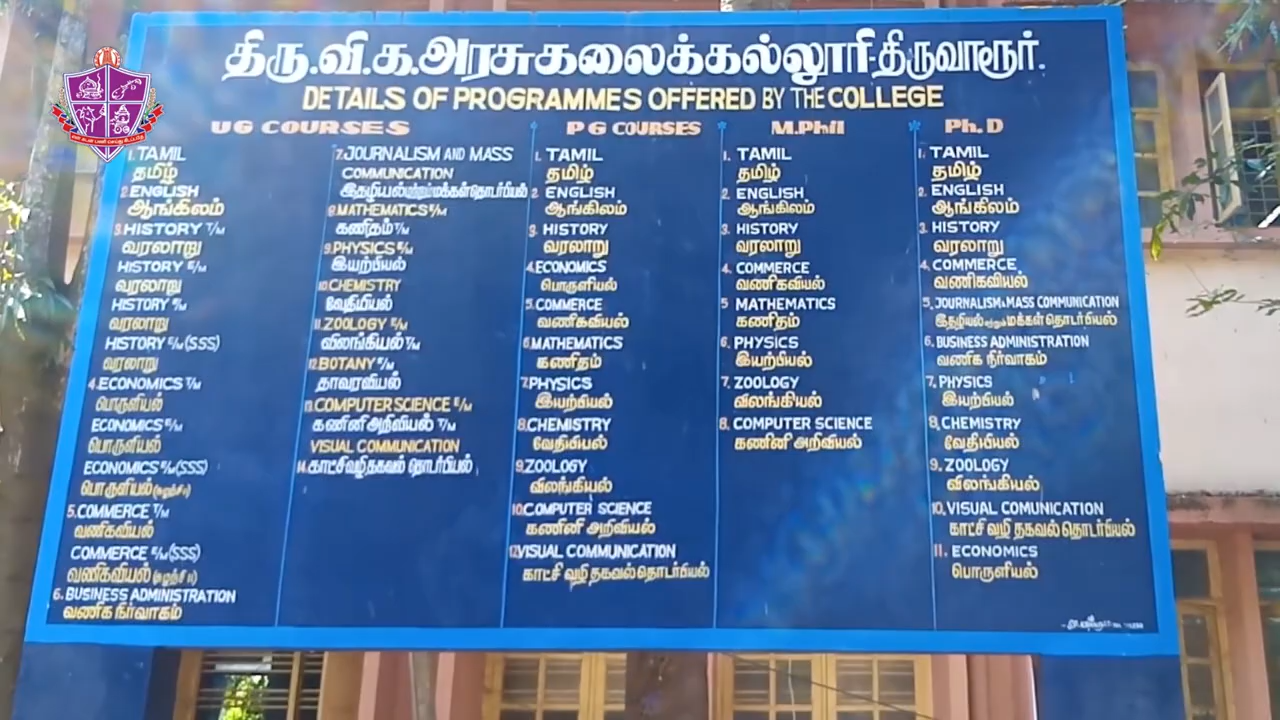 திரு.வி.க.அரசுகலைக்கல்லூரி-திருவாரூர்.
DETAILS OF PROGRAMMES OFFERED BY THE COLLEGE
UG COURSES
1. TAMIL
தமிழ்
2. ENGLISH
ஆங்கிலம்
3. HISTORY T/M
வரலாறு
HISTORY E/M
வரலாறு
HISTORY E/M
வரலாறு
HISTORY E/M (SSS)
வரலாறு
4. ECONOMICS T/M
பொருளியல்
ECONOMICS E/M
பொருளியல்
ECONOMICS E/M (SSS)
பொருளியல்
5. COMMERCE T/M
வணிகவியல்
COMMERCE E/M (SSS)
வணிகவியல்
6. BUSINESS ADMINISTRATION
வணிக நிர்வாகம்
7. JOURNALISM AND MASS
COMMUNICATION
இதழியல் மற்றும் மக்கள் தொடர்பியல்
8. MATHEMATICS E/M
கணிதம் T/M
9. PHYSICS E/M
இயற்பியல்
10. CHEMISTRY
வேதியியல்
11. ZOOLOGY E/M
விலங்கியல் T/M
12. BOTANY E/M
தாவரவியல்
13. COMPUTER SCIENCE E/M
கணினி அறிவியல் T/M
VISUAL COMMUNICATION
14. காட்சி வழி தகவல் தொடர்பியல்
PG COURSES
1. TAMIL
தமிழ்
2. ENGLISH
ஆங்கிலம்
3. HISTORY
வரலாறு
4. ECONOMICS
பொருளியல்
5. COMMERCE
வணிகவியல்
6. MATHEMATICS
கணிதம்
7. PHYSICS
இயற்பியல்
8. CHEMISTRY
வேதியியல்
9. ZOOLOGY
விலங்கியல்
10. COMPUTER SCIENCE
கணினி அறிவியல்
12. VISUAL COMMUNICATION
காட்சி வழி தகவல் தொடர்பியல்
M.Phil
1. TAMIL
தமிழ்
2. ENGLISH
ஆங்கிலம்
3. HISTORY
வரலாறு
4. COMMERCE
வணிகவியல்
5 MATHEMATICS
கணிதம்
6. PHYSICS
இயற்பியல்
7. ZOOLOGY
விலங்கியல்
8. COMPUTER SCIENCE
கணினி அறிவியல்
Ph.D
1. TAMIL
தமிழ்
2. ENGLISH
ஆங்கிலம்
3. HISTORY
வரலாறு
4. COMMERCE
வணிகவியல்
5. JOURNALISM & MASS COMMUNICATION
இதழியல் மற்றும் மக்கள் தொடர்பியல்
6. BUSINESS ADMINISTRATION
வணிக நிர்வாகம்
7. PHYSICS
இயற்பியல்
8. CHEMISTRY
வேதியியல்
9. ZOOLOGY
விலங்கியல்
10. VISUAL COMUNICATION
காட்சி வழி தகவல் தொடர்பியல்
11. ECONOMICS
பொருளியல்